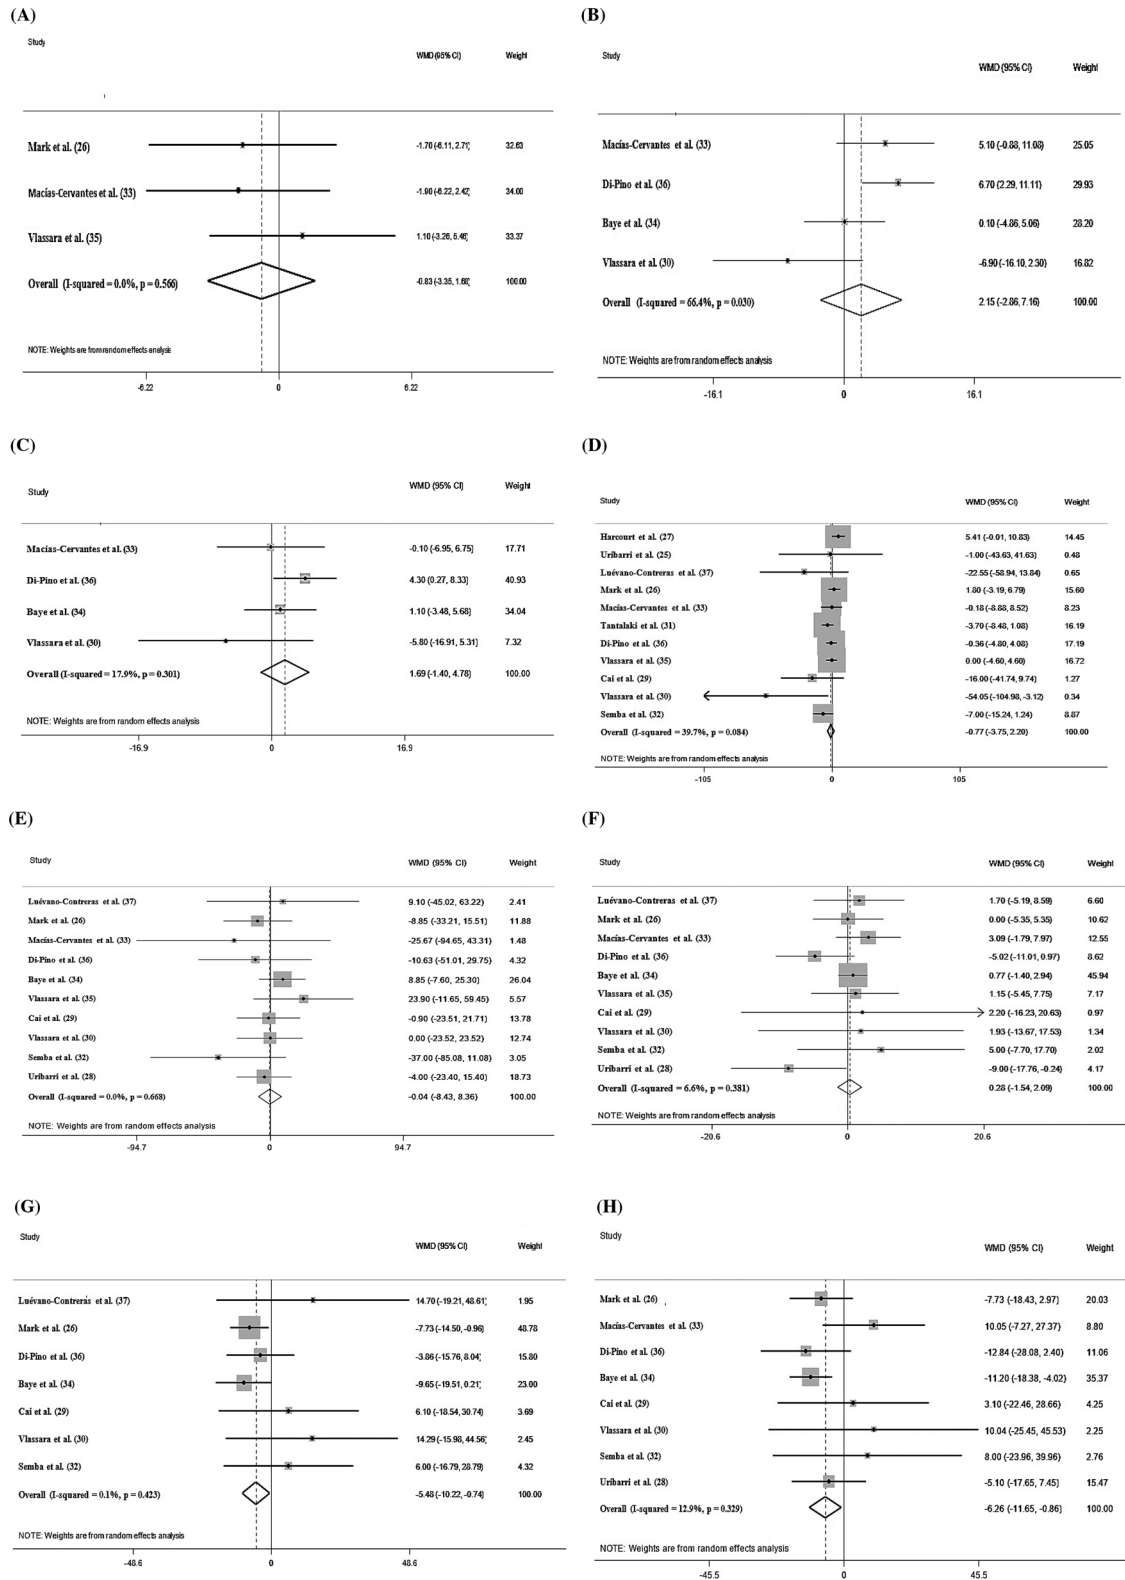 (A)
Study
WMD (95% CI) Weight
Mark et al. (26) -1.70 (-6.11, 2.71) 32.63
Macías-Cervantes et al. (33) -1.90 (-6.22, 2.42) 34.00
Vlassara et al. (35) 1.10 (-3.26, 5.46) 33.37
Overall (I-squared = 0.0%, p = 0.566) -0.83 (-3.35, 1.68) 100.00
NOTE: Weights are from random effects analysis
-6.22 0 6.22
(B)
Study
WMD (95% CI) Weight
Macías-Cervantes et al. (33) 5.10 (-0.88, 11.08) 25.05
Di-Pino et al. (36) 6.70 (2.29, 11.11) 29.93
Baye et al. (34) 0.10 (-4.86, 5.06) 28.20
Vlassara et al. (30) -6.90 (-16.10, 2.30) 16.82
Overall (I-squared = 66.4%, p = 0.030) 2.15 (-2.86, 7.16) 100.00
NOTE: Weights are from random effects analysis
-16.1 0 16.1
(C)
Study
WMD (95% CI) Weight
Macías-Cervantes et al. (33) -0.10 (-6.95, 6.75) 17.71
Di-Pino et al. (36) 4.30 (0.27, 8.33) 40.93
Baye et al. (34) 1.10 (-3.48, 5.68) 34.04
Vlassara et al. (30) -5.80 (-16.91, 5.31) 7.32
Overall (I-squared = 17.9%, p = 0.301) 1.69 (-1.40, 4.78) 100.00
NOTE: Weights are from random effects analysis
-16.9 0 16.9
(D)
Study
WMD (95% CI) Weight
Harcourt et al. (27) 5.41 (-0.01, 10.83) 14.45
Uribarri et al. (25) -1.00 (-43.63, 41.63) 0.48
Luévano-Contreras et al. (37) -22.55 (-58.94, 13.84) 0.65
Mark et al. (26) 1.80 (-3.19, 6.79) 15.60
Macías-Cervantes et al. (33) -0.18 (-8.88, 8.52) 8.23
Tantalaki et al. (31) -3.70 (-8.48, 1.08) 16.19
Di-Pino et al. (36) -0.36 (-4.80, 4.08) 17.19
Vlassara et al. (35) 0.00 (-4.60, 4.60) 16.72
Cai et al. (29) -16.00 (-41.74, 9.74) 1.27
Vlassara et al. (30) -54.05 (-104.98, -3.12) 0.34
Semba et al. (32) -7.00 (-15.24, 1.24) 8.87
Overall (I-squared = 39.7%, p = 0.084) -0.77 (-3.75, 2.20) 100.00
NOTE: Weights are from random effects analysis
-105 0 105
(E)
Study
WMD (95% CI) Weight
Luévano-Contreras et al. (37) 9.10 (-45.02, 63.22) 2.41
Mark et al. (26) -8.85 (-33.21, 15.51) 11.88
Macías-Cervantes et al. (33) -25.67 (-94.65, 43.31) 1.48
Di-Pino et al. (36) -10.63 (-51.01, 29.75) 4.32
Baye et al. (34) 8.85 (-7.60, 25.30) 26.04
Vlassara et al. (35) 23.90 (-11.65, 59.45) 5.57
Cai et al. (29) -0.90 (-23.51, 21.71) 13.78
Vlassara et al. (30) 0.00 (-23.52, 23.52) 12.74
Semba et al. (32) -37.00 (-85.08, 11.08) 3.05
Uribarri et al. (28) -4.00 (-23.40, 15.40) 18.73
Overall (I-squared = 0.0%, p = 0.668) -0.04 (-8.43, 8.36) 100.00
NOTE: Weights are from random effects analysis
-94.7 0 94.7
(F)
Study
WMD (95% CI) Weight
Luévano-Contreras et al. (37) 1.70 (-5.19, 8.59) 6.60
Mark et al. (26) 0.00 (-5.35, 5.35) 10.62
Macías-Cervantes et al. (33) 3.09 (-1.79, 7.97) 12.55
Di-Pino et al. (36) -5.02 (-11.01, 0.97) 8.62
Baye et al. (34) 0.77 (-1.40, 2.94) 45.94
Vlassara et al. (35) 1.15 (-5.45, 7.75) 7.17
Cai et al. (29) 2.20 (-16.23, 20.63) 0.97
Vlassara et al. (30) 1.93 (-13.67, 17.53) 1.34
Semba et al. (32) 5.00 (-7.70, 17.70) 2.02
Uribarri et al. (28) -9.00 (-17.76, -0.24) 4.17
Overall (I-squared = 6.6%, p = 0.381) 0.28 (-1.54, 2.09) 100.00
NOTE: Weights are from random effects analysis
-20.6 0 20.6
(G)
Study
WMD (95% CI) Weight
Luévano-Contreras et al. (37) 14.70 (-19.21, 48.61) 1.95
Mark et al. (26) -7.73 (-14.50, -0.96) 48.78
Di-Pino et al. (36) -3.86 (-15.76, 8.04) 15.80
Baye et al. (34) -9.65 (-19.51, 0.21) 23.00
Cai et al. (29) 6.10 (-18.54, 30.74) 3.69
Vlassara et al. (30) 14.29 (-15.98, 44.56) 2.45
Semba et al. (32) 6.00 (-16.79, 28.79) 4.32
Overall (I-squared = 0.1%, p = 0.423) -5.48 (-10.22, -0.74) 100.00
NOTE: Weights are from random effects analysis
-48.6 0 48.6
(H)
Study
WMD (95% CI) Weight
Mark et al. (26) -7.73 (-18.43, 2.97) 20.03
Macías-Cervantes et al. (33) 10.05 (-7.27, 27.37) 8.80
Di-Pino et al. (36) -12.84 (-28.08, 2.40) 11.06
Baye et al. (34) -11.20 (-18.38, -4.02) 35.37
Cai et al. (29) 3.10 (-22.46, 28.66) 4.25
Vlassara et al. (30) 10.04 (-25.45, 45.53) 2.25
Semba et al. (32) 8.00 (-23.96, 39.96) 2.76
Uribarri et al. (28) -5.10 (-17.65, 7.45) 15.47
Overall (I-squared = 12.9%, p = 0.329) -6.26 (-11.65, -0.86) 100.00
NOTE: Weights are from random effects analysis
-45.5 0 45.5